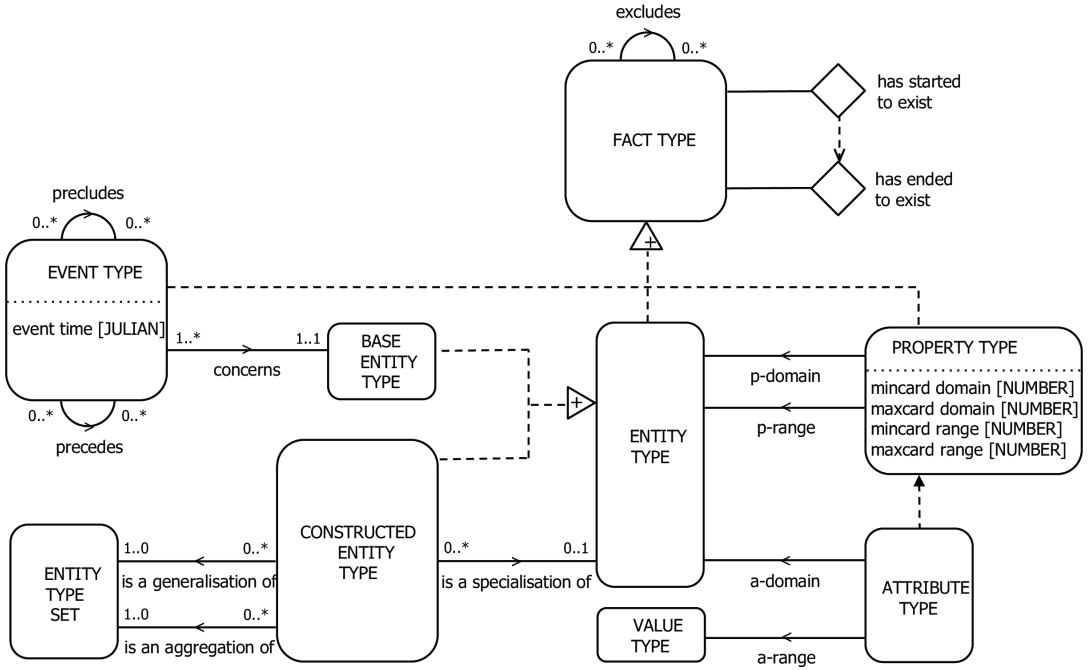 excludes
0..*
0..*
has started
to exist
FACT TYPE
has ended
to exist
+
precludes
0..*
0..*
EVENT TYPE
event time [JULIAN]
1..*
1..1
concerns
BASE
ENTITY
TYPE
0..*
0..*
precedes
+
PROPERTY TYPE
mincard domain [NUMBER]
maxcard domain [NUMBER]
mincard range [NUMBER]
maxcard range [NUMBER]
p-domain
p-range
ENTITY
TYPE
CONSTRUCTED
ENTITY
TYPE
ENTITY
TYPE
SET
1..0
0..*
is a generalisation of
1..0
0..*
is an aggregation of
0..*
0..1
is a specialisation of
a-domain
ATTRIBUTE
TYPE
VALUE
TYPE
a-range